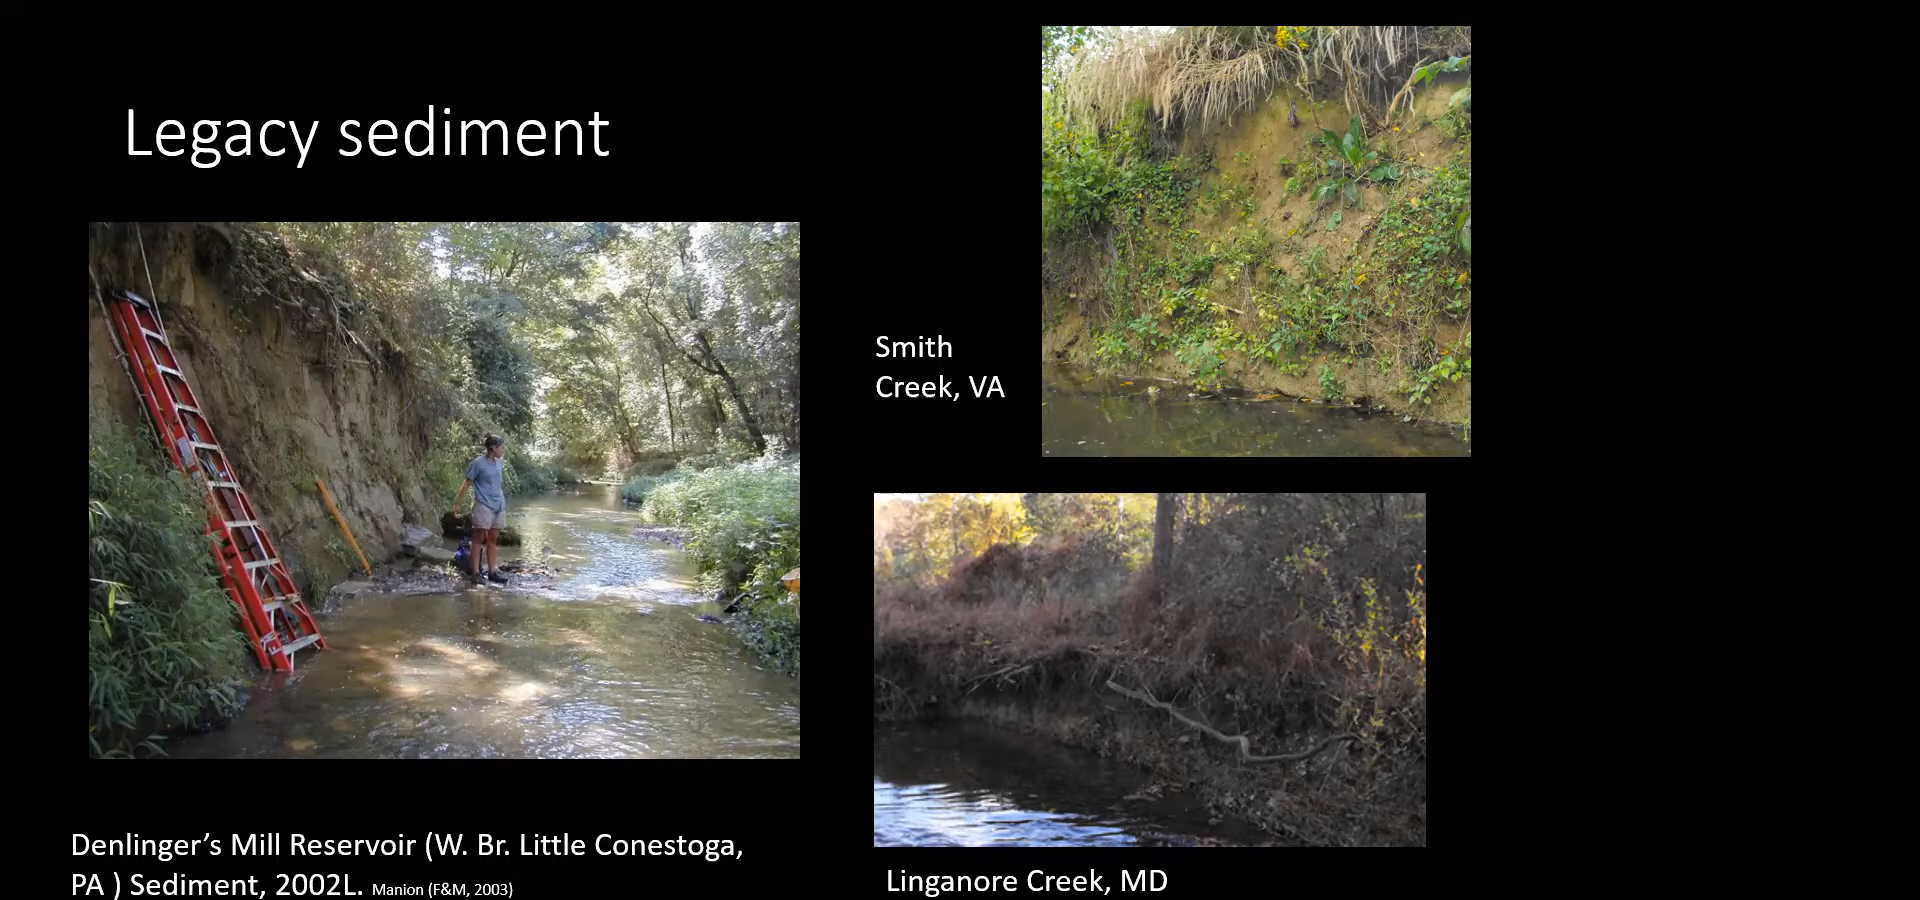 Legacy sediment
Smith
Creek, VA
Denlinger’s Mill Reservoir (W. Br. Little Conestoga,
PA ) Sediment, 2002L. Manion (F&M, 2003)
Linganore Creek, MD